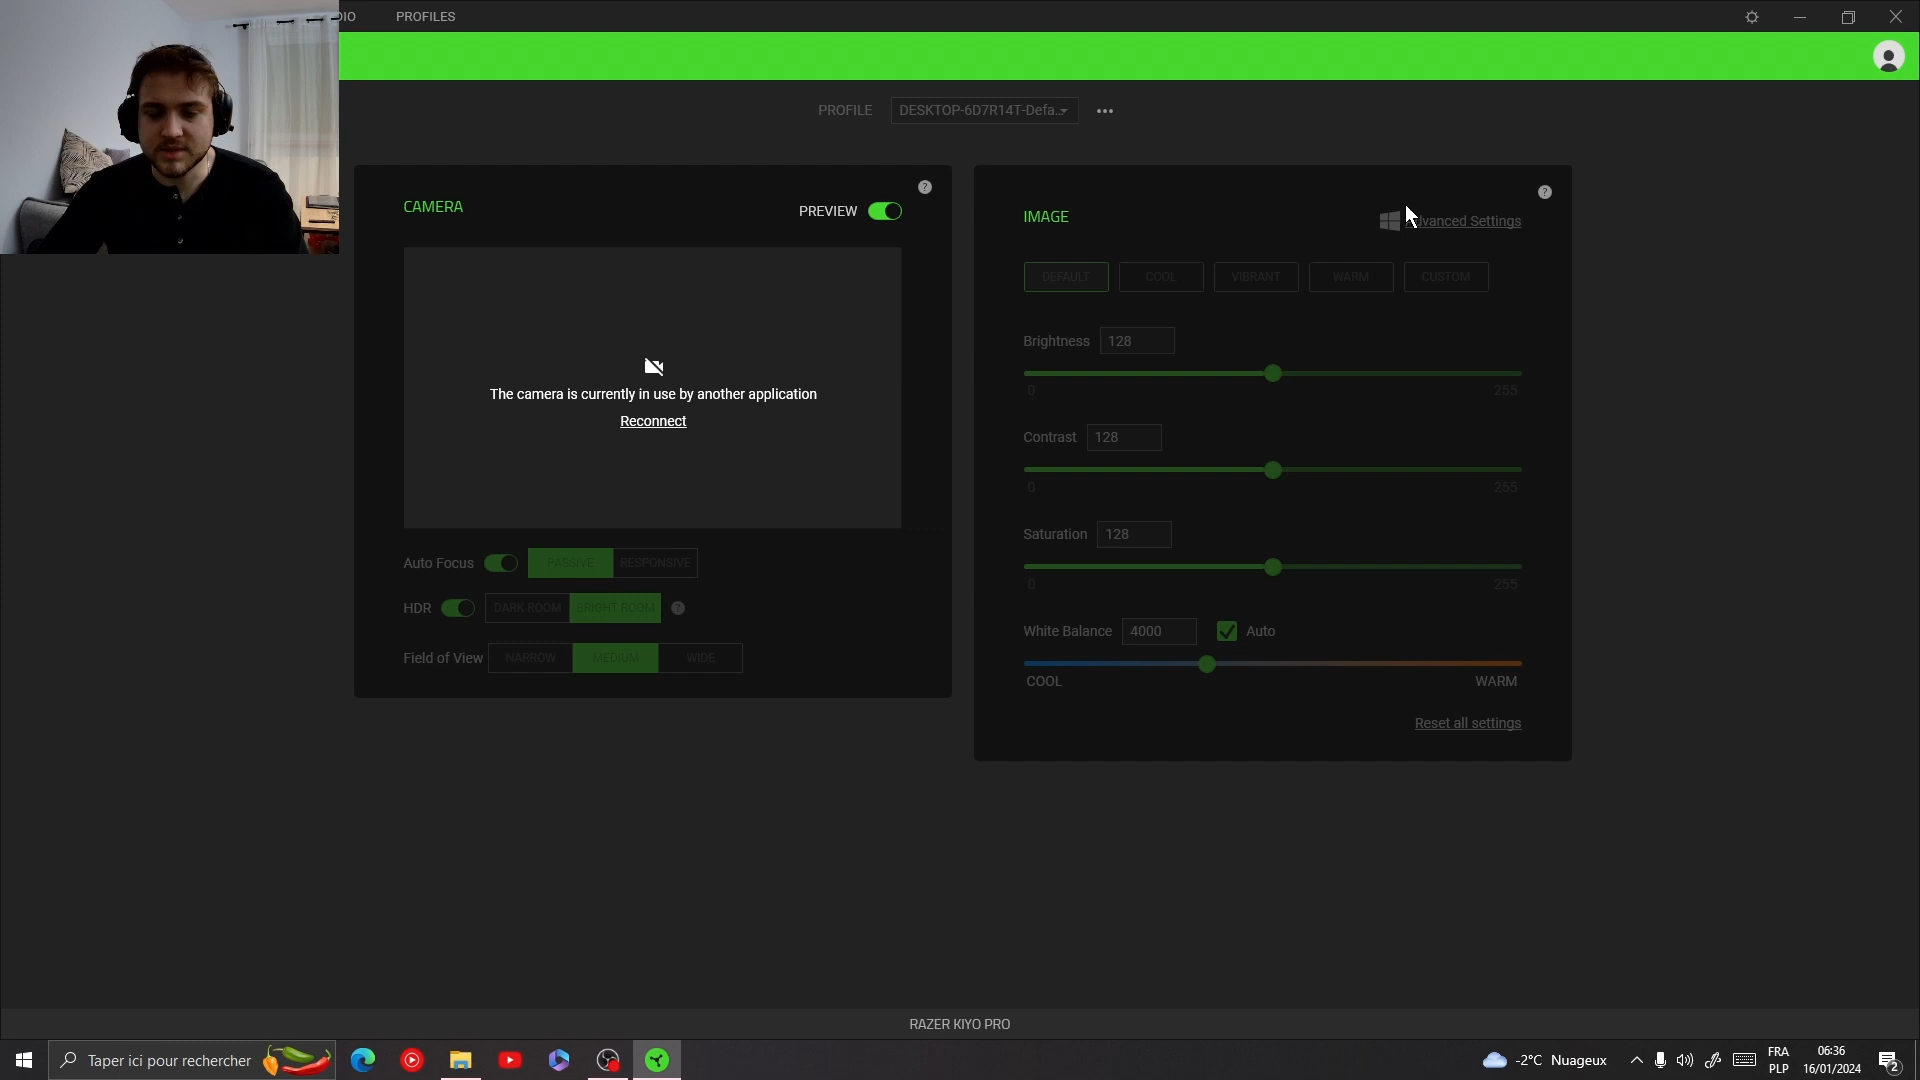 DIO PROFILES
PROFILE DESKTOP-6D7R14T-Defa..
CAMERA
PREVIEW
?
The camera is currently in use by another application
Reconnect
Auto Focus PASSIVE RESPONSIVE
HDR DARK ROOM BRIGHT ROOM ?
Field of View NARROW MEDIUM WIDE
IMAGE
dvanced Settings
?
DEFAULT COOL VIBRANT WARM CUSTOM
Brightness 128
0 255
Contrast 128
0 255
Saturation 128
0 255
White Balance 4000 Auto
COOL WARM
Reset all settings
RAZER KIYO PRO
Taper ici pour rechercher
-2°C Nuageux
FRA
PLP
06:36
16/01/2024
2